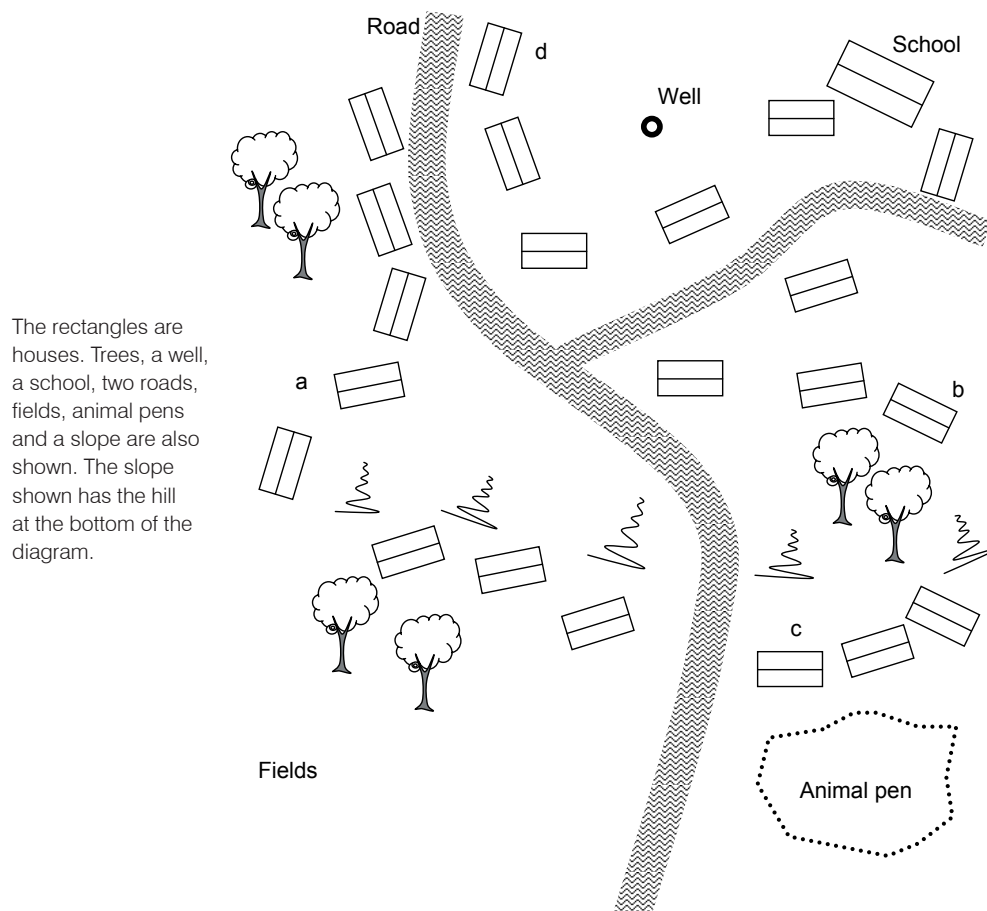 Road
d
School
Well
The rectangles are
houses. Trees, a well,
a school, two roads,
fields, animal pens
and a slope are also
shown. The slope
shown has the hill
at the bottom of the
diagram.
a
b
c
Fields
Animal pen